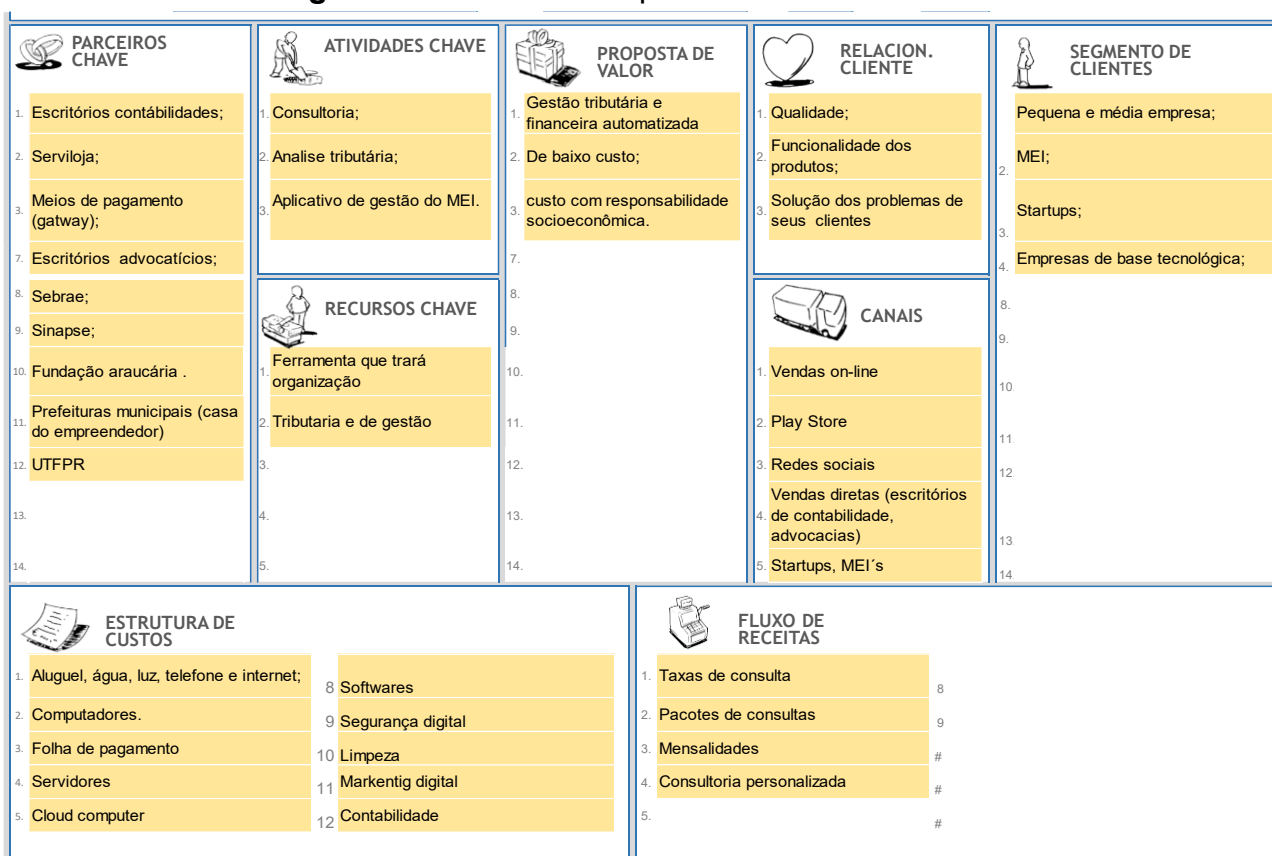 PARCEIROS
CHAVE
1. Escritórios contábilidades;
2. Serviloja;
3. Meios de pagamento
(gatway);
7. Escritórios advocatícios;
8. Sebrae;
9. Sinapse;
10. Fundação araucária .
11. Prefeituras municipais (casa
do empreendedor)
12. UTFPR
13.
14.
ATIVIDADES CHAVE
1. Consultoria;
2. Analise tributária;
3. Aplicativo de gestão do MEI.
RECURSOS CHAVE
1. Ferramenta que trará
organização
2. Tributaria e de gestão
3.
4.
5.
PROPOSTA DE
VALOR
1. Gestão tributária e
financeira automatizada
2. De baixo custo;
3. custo com responsabilidade
socioeconômica.
7.
8.
9.
10.
11.
12.
13.
14.
RELACION.
CLIENTE
1. Qualidade;
2. Funcionalidade dos
produtos;
3. Solução dos problemas de
seus clientes
CANAIS
1. Vendas on-line
2. Play Store
3. Redes sociais
4. Vendas diretas (escritórios
de contabilidade,
advocacias)
5. Startups, MEI´s
SEGMENTO DE
CLIENTES
Pequena e média empresa;
2. MEI;
3. Startups;
4. Empresas de base tecnológica;
8.
9.
10
11
12
13
14
ESTRUTURA DE
CUSTOS
1. Aluguel, água, luz, telefone e internet;
2. Computadores.
3. Folha de pagamento
4. Servidores
5. Cloud computer
8 Softwares
9 Segurança digital
10 Limpeza
11 Markentig digital
12 Contabilidade
FLUXO DE
RECEITAS
1. Taxas de consulta
2. Pacotes de consultas
3. Mensalidades
4. Consultoria personalizada
5.
8
9
#
#
#